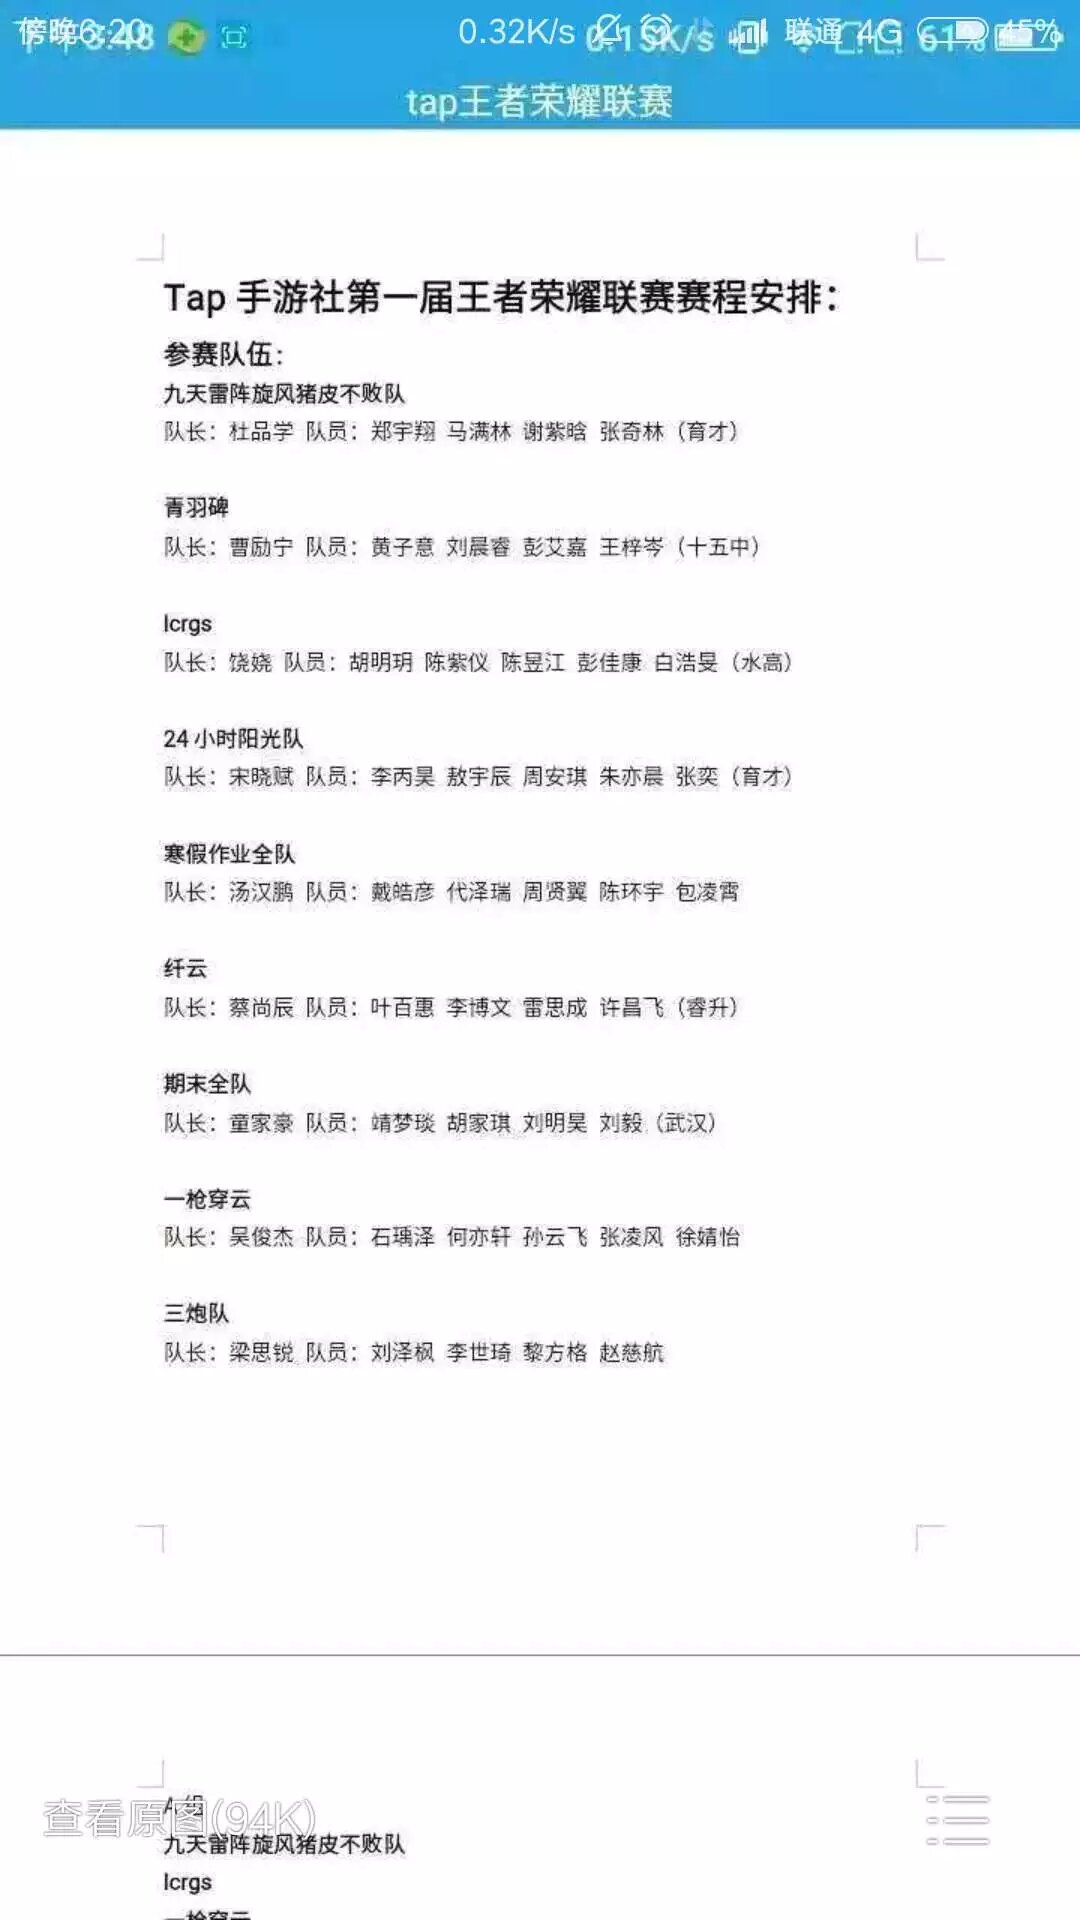 傍晚6:20 0.32K/s 联通 4G 45%
0.15K/s 61%
tap王者荣耀联赛
Tap 手游社第一届王者荣耀联赛赛程安排：
参赛队伍：
九天雷阵旋风猪皮不败队
队长：杜品学 队员：郑宇翔 马满林 谢紫晗 张奇林（育才）
青羽碑
队长：曹励宁 队员：黄子意 刘晨睿 彭艾嘉 王梓岑（十五中）
lcrgs
队长：饶娆 队员：胡明玥 陈紫仪 陈昱江 彭佳康 白浩旻（水高）
24 小时阳光队
队长：宋晓赋 队员：李丙昊 敖宇辰 周安琪 朱亦晨 张奕（育才）
寒假作业全队
队长：汤汉鹏 队员：戴皓彦 代泽瑞 周贤翼 陈环宇 包凌霄
纤云
队长：蔡尚辰 队员：叶百惠 李博文 雷思成 许昌飞（睿升）
期末全队
队长：童家豪 队员：靖梦琰 胡家琪 刘明昊 刘毅（武汉）
一枪穿云
队长：吴俊杰 队员：石瑀泽 何亦轩 孙云飞 张凌风 徐婧怡
三炮队
队长：梁思锐 队员：刘泽枫 李世琦 黎方格 赵慈航
A 组
查看原图(94K)
九天雷阵旋风猪皮不败队
lcrgs
一枪穿云